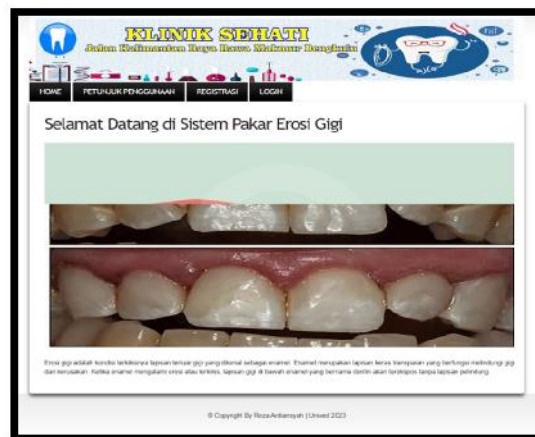 KLINIK SEHATI
Jalan Kalimantan Raya Rawa Makmur Bengkulu
HOME PETUNJUK PENGGUNAAN REGISTRASI LOGIN
Selamat Datang di Sistem Pakar Erosi Gigi
Erosi gigi adalah kondisi terkikisnya lapisan terluar gigi yang dikenal sebagai enamel. Enamel merupakan lapisan keras transparan yang berfungsi melindungi gigi
dari kerusakan. Ketika enamel mengalami erosi atau terkikis, lapisan gigi di bawah enamel yang bernama dentin akan terekspos tanpa lapisan pelindung.
© Copyright By Reza Ardiansyah | Unived 2023